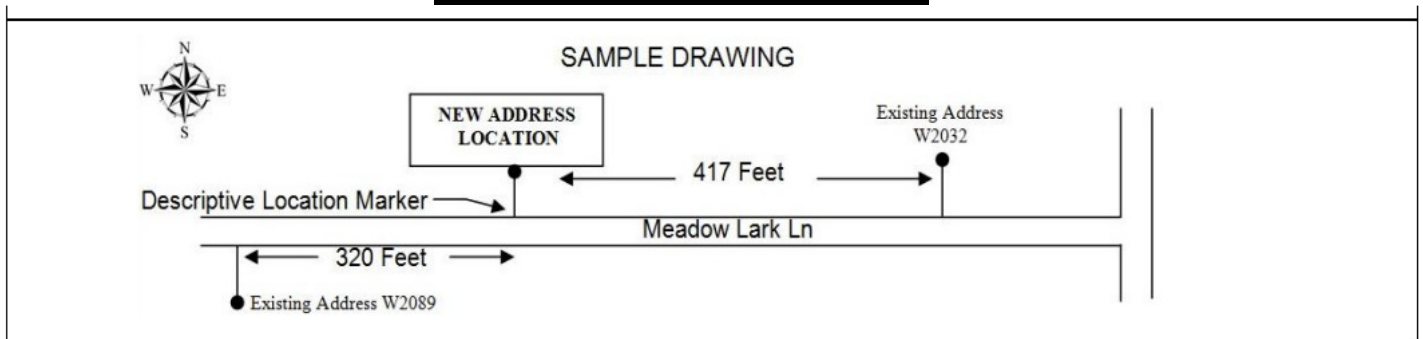 SAMPLE DRAWING
N
W
E
S
NEW ADDRESS
LOCATION
Existing Address
W2032
417 Feet
Descriptive Location Marker
Meadow Lark Ln
320 Feet
Existing Address W2089